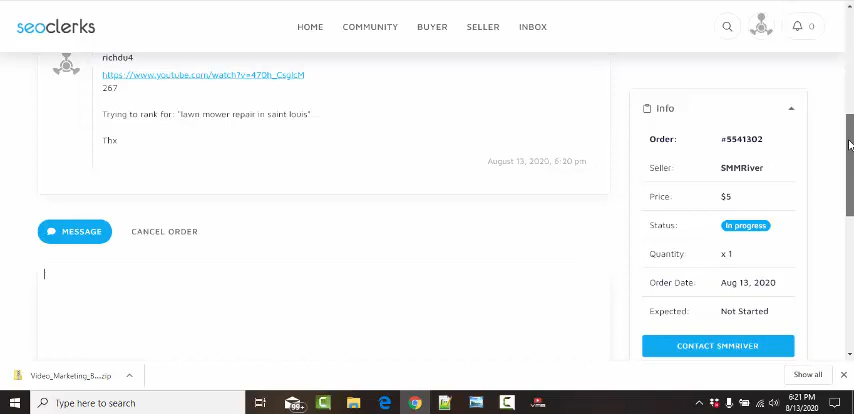 seoclerks
HOME COMMUNITY BUYER SELLER INBOX
0
richdu4
https://www.youtube.com/watch?v=470h_CsglcM
267
Trying to rank for: "lawn mower repair in saint louis"...
Thx
August 13, 2020, 6:20 pm
MESSAGE CANCEL ORDER
Info
Order: #5541302
Seller: SMMRiver
Price: $5
Status: In progress
Quantity x 1
Order Date: Aug 13, 2020
Expected: Not Started
CONTACT SMMRIVER
Video_Marketing_B....zip
Show all
Type here to search
99+
6:21 PM
8/13/2020